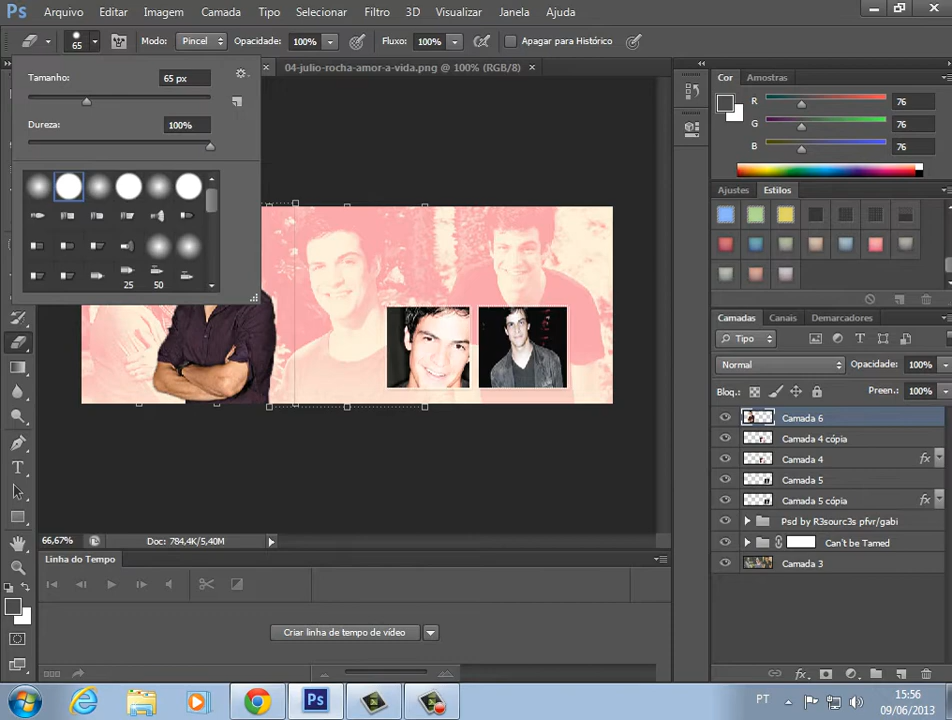 Ps Arquivo Editar Imagem Camada Tipo Selecionar Filtro 3D Visualizar Janela Ajuda
65 Modo: Pincel Opacidade: 100% Fluxo: 100% Apagar para Histórico
04-julio-rocha-amor-a-vida.png @ 100% (RGB/8) ×
Tamanho: 65 px
Dureza: 100%
25 50
Cor Amostras
R 76
G 76
B 76
Ajustes Estilos
Camadas Canais Demarcadores
Tipo
Normal Opacidade: 100%
Bloq.: Preen.: 100%
Camada 6
Camada 4 cópia
Camada 4 fx
Camada 5
Camada 5 cópia fx
Psd by R3sourc3s pfvr/gabi
Can't be Tamed
Camada 3
66,67% Doc: 784,4K/5,40M
Linha do Tempo
Criar linha de tempo de vídeo
fx
Ps PT 15:56
09/06/2013